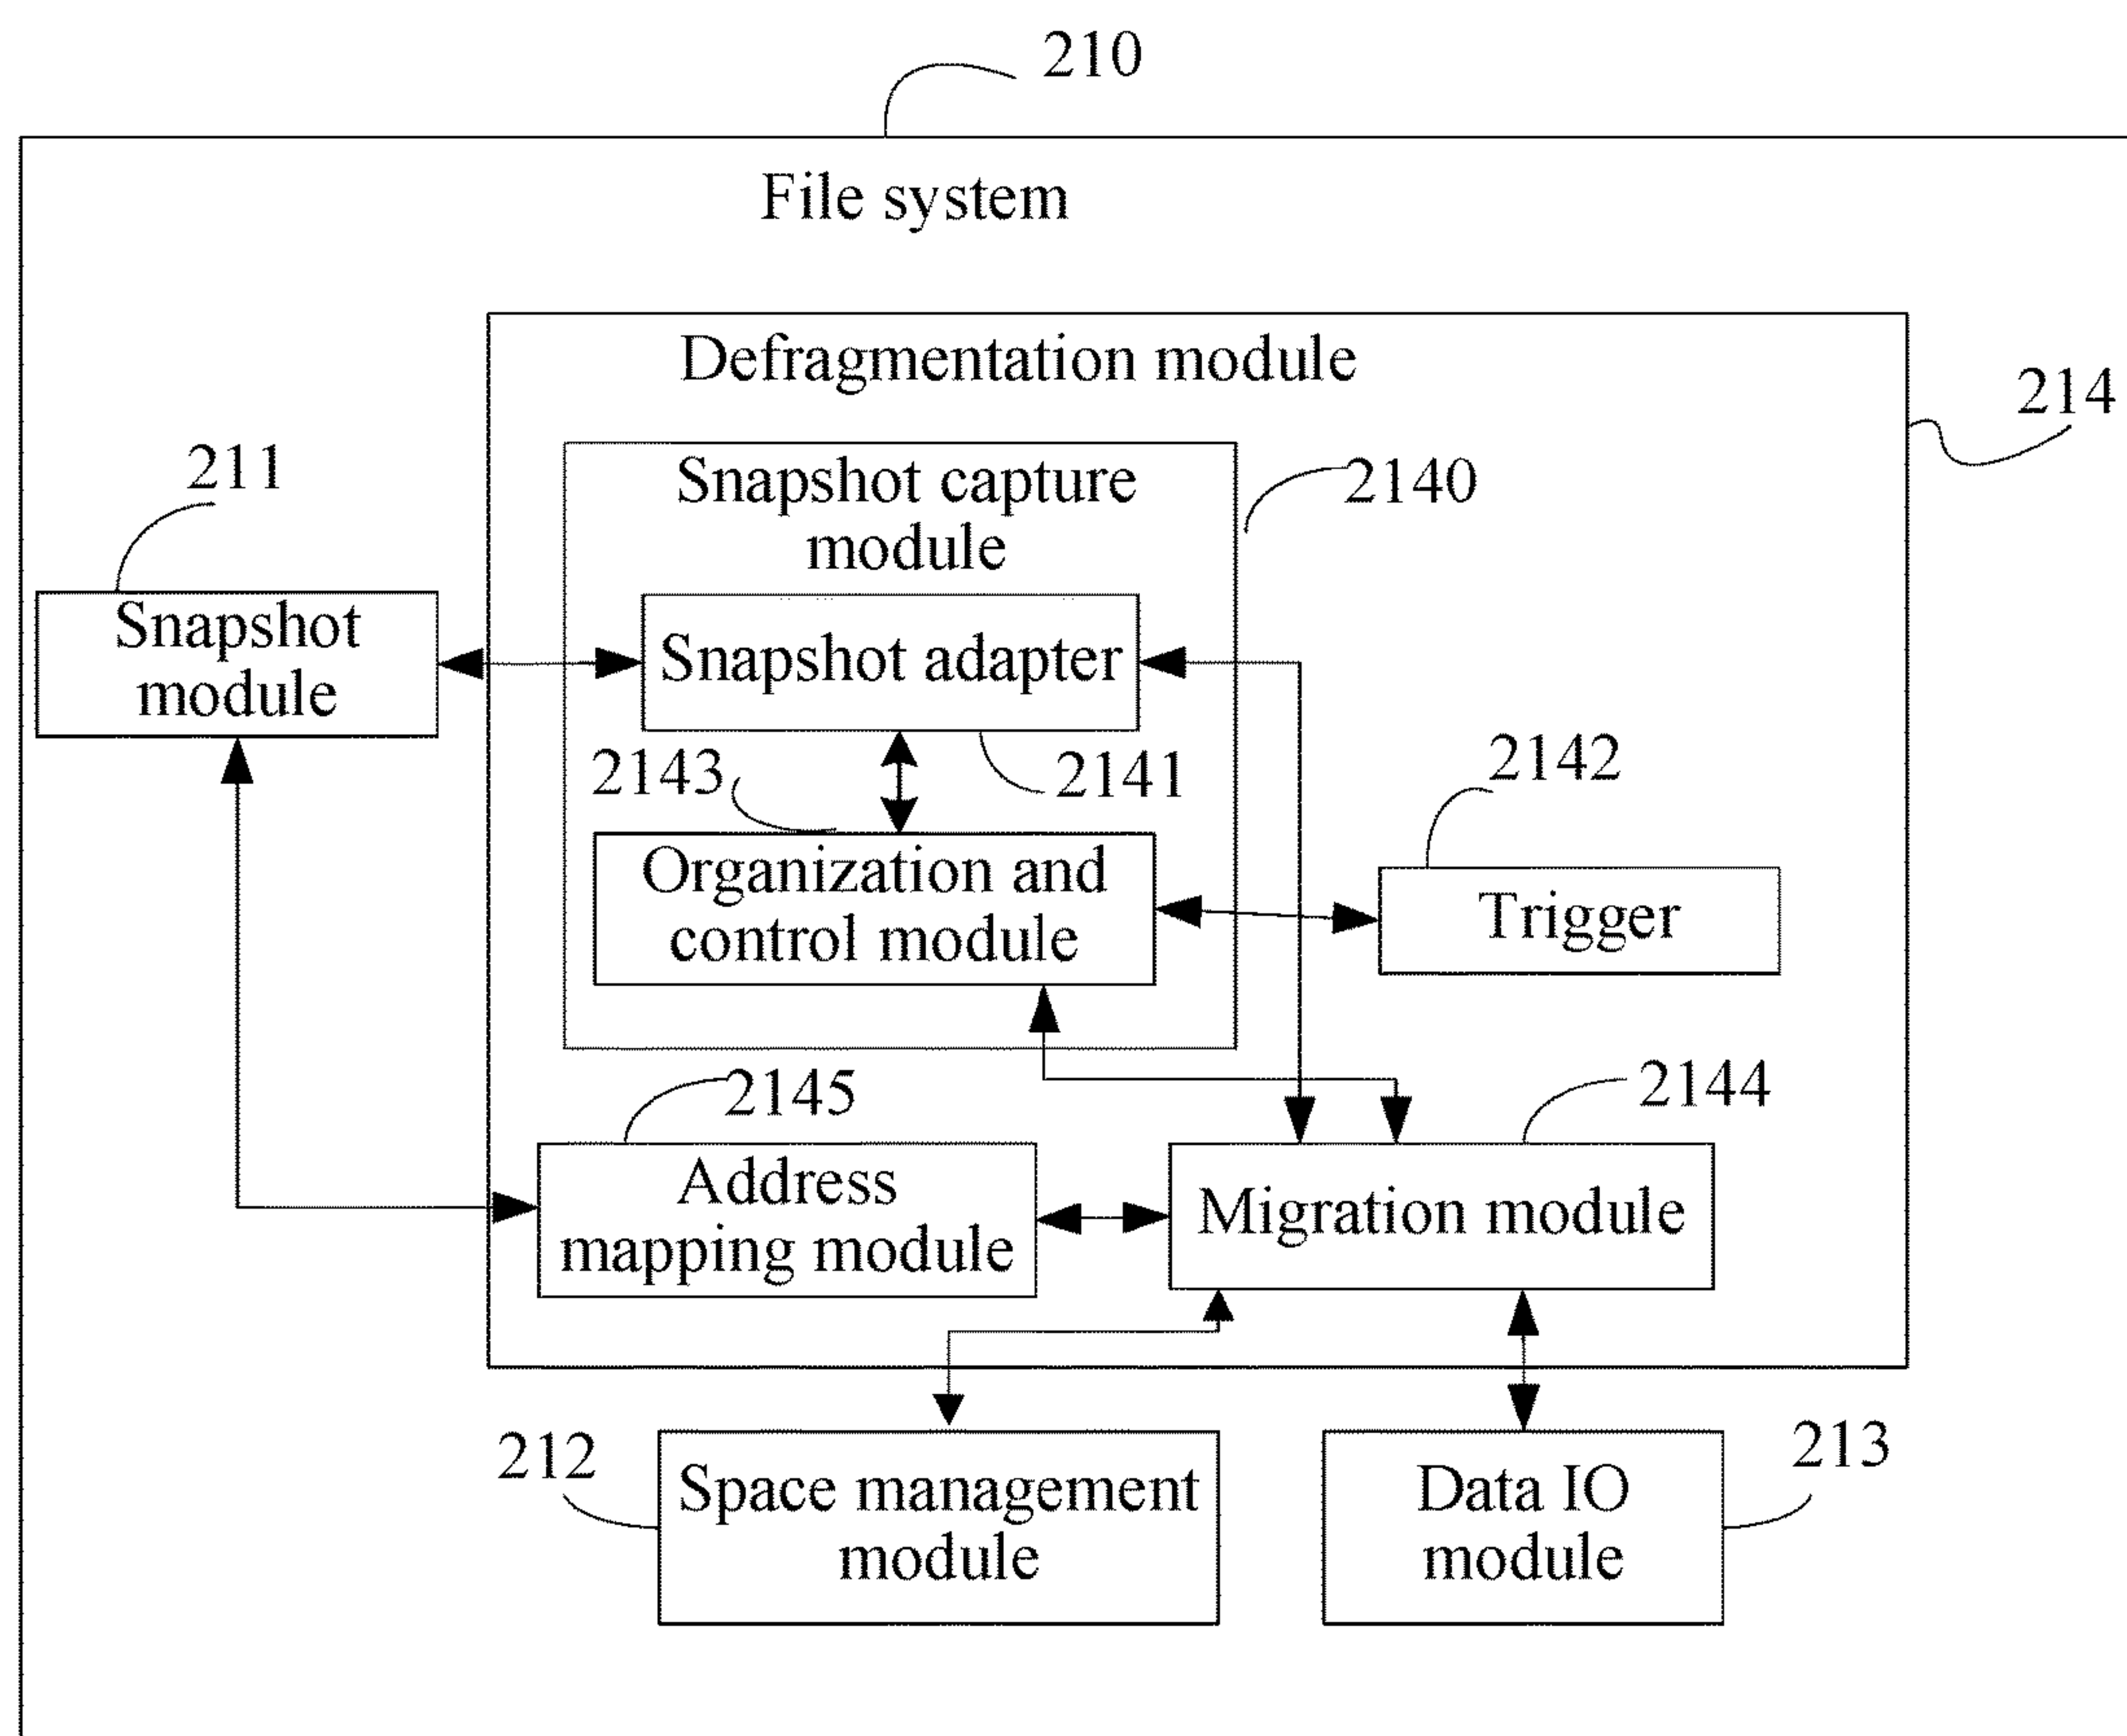 210
File system
Defragmentation module
214
211
Snapshot capture
module
2140
Snapshot
module
Snapshot adapter
2143
2141
2142
Organization and
control module
Trigger
2145
2144
Address
mapping module
Migration module
212
213
Space management
module
Data IO
module